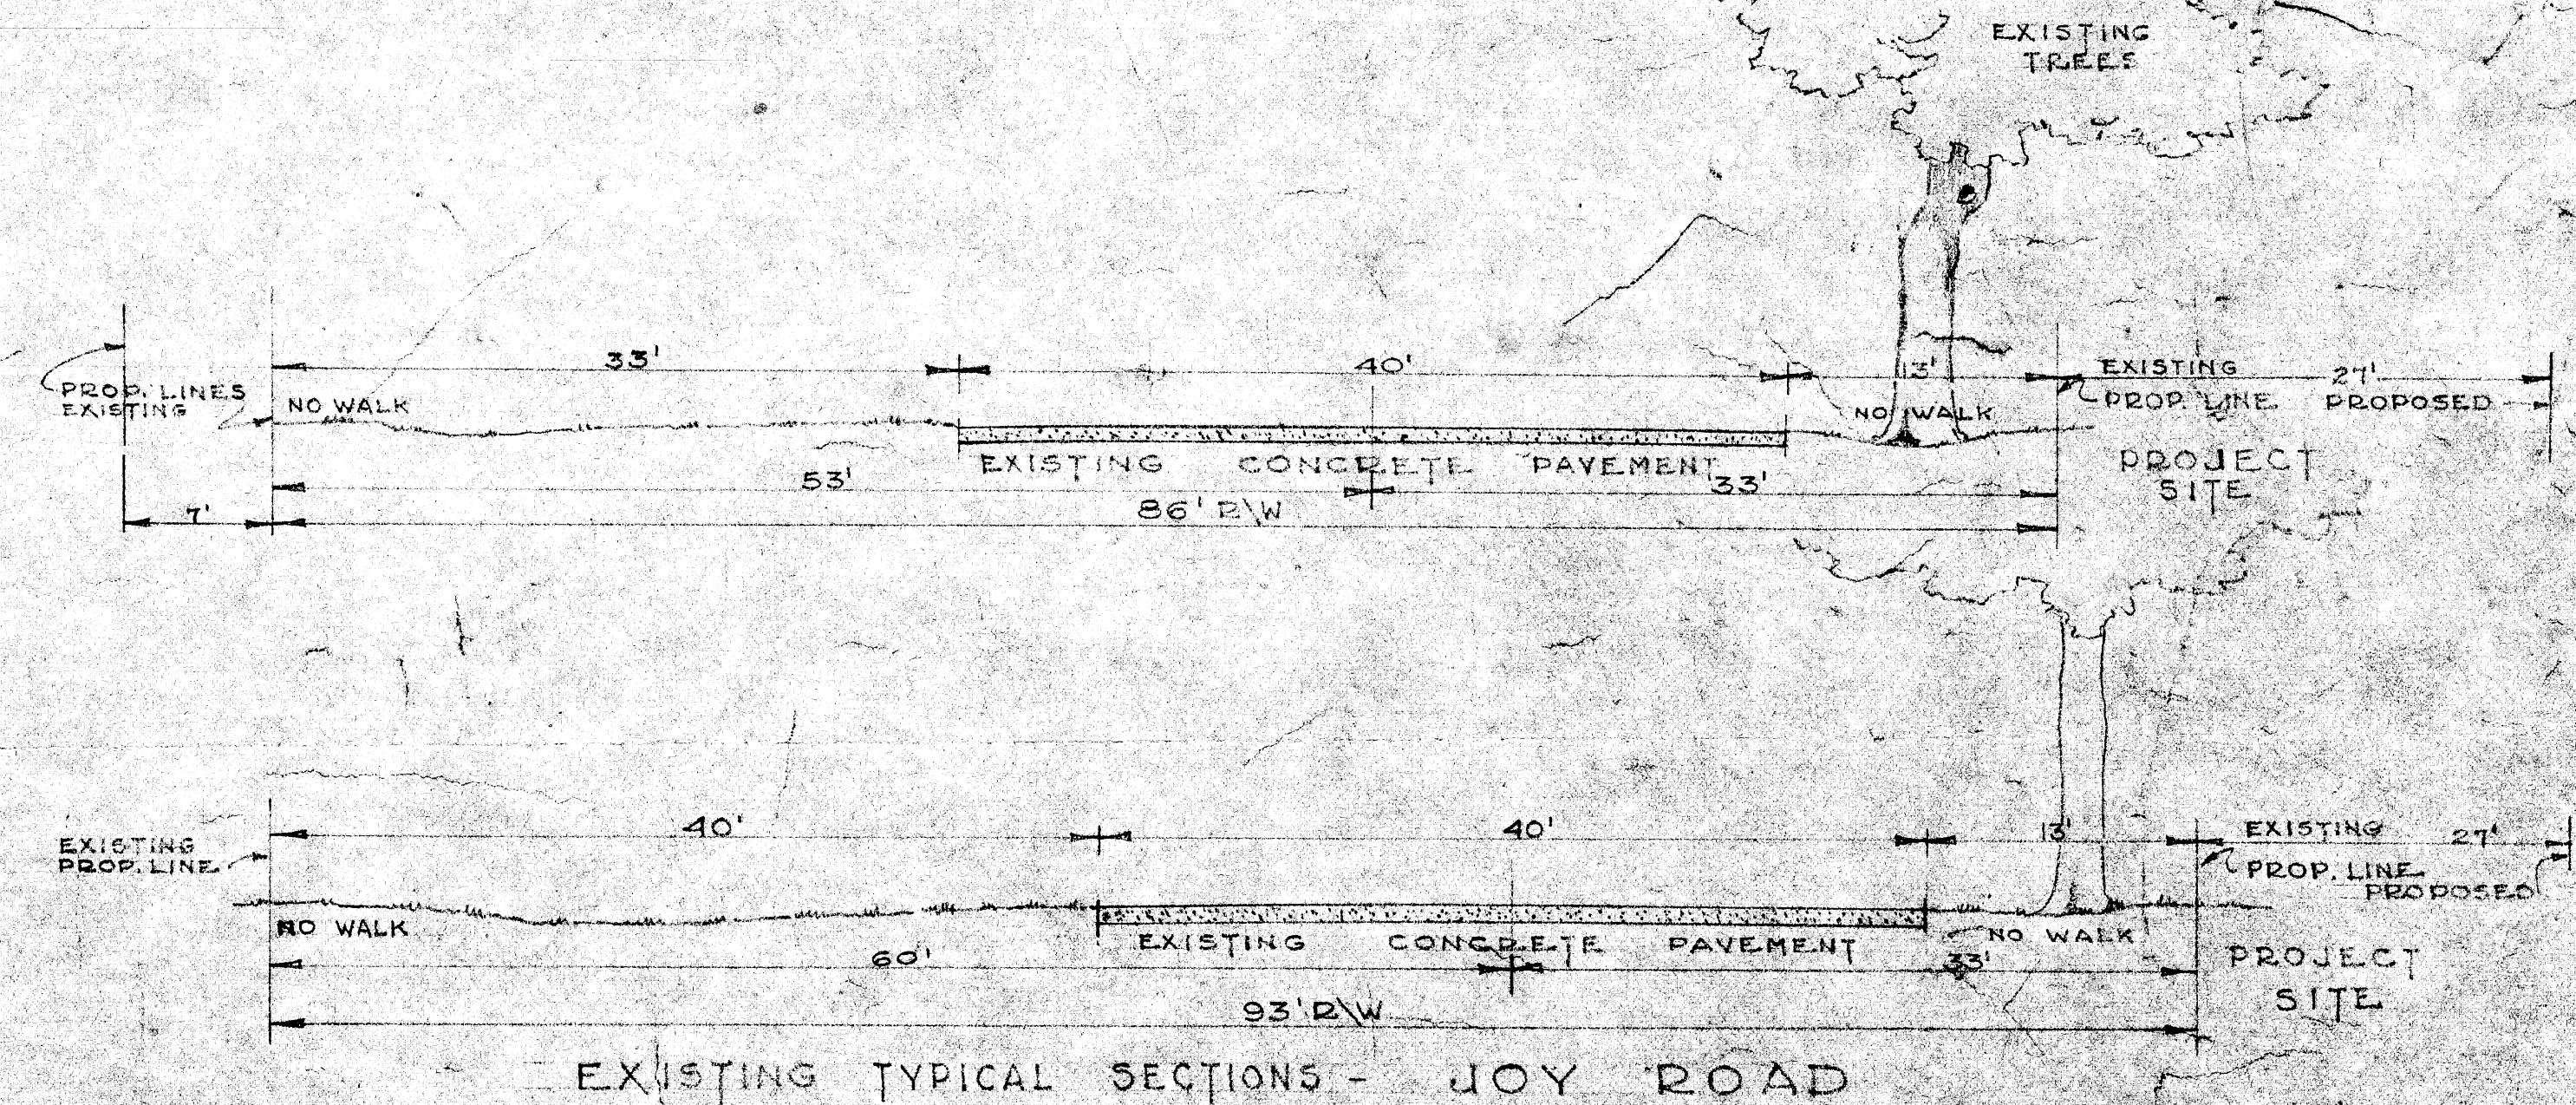 EXISTING
TREES
33'
40'
13'
EXISTING
27'
PROP. LINES
EXISTING
NO WALK
NO WALK
PROP. LINE
PROPOSED
EXISTING CONCRETE PAVEMENT
PROJECT
SITE
53'
33'
7'
86' R\W
40'
40'
13'
EXISTING
27'
EXISTING
PROP. LINE
PROP. LINE
PROPOSED
NO WALK
EXISTING CONCRETE PAVEMENT
NO WALK
60'
33'
PROJECT
SITE
93' R\W
EXISTING TYPICAL SECTIONS - JOY ROAD